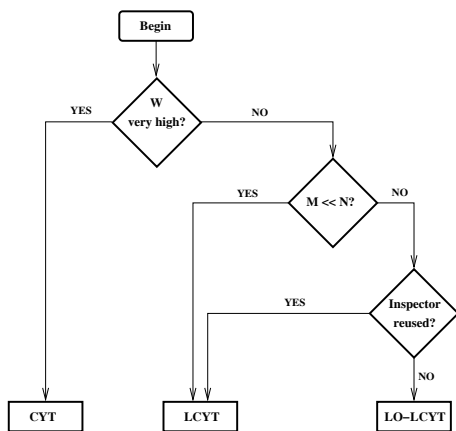 Begin
W
very high?
YES
NO
M << N?
YES
NO
Inspector
reused?
YES
NO
CYT
LCYT
LO−LCYT